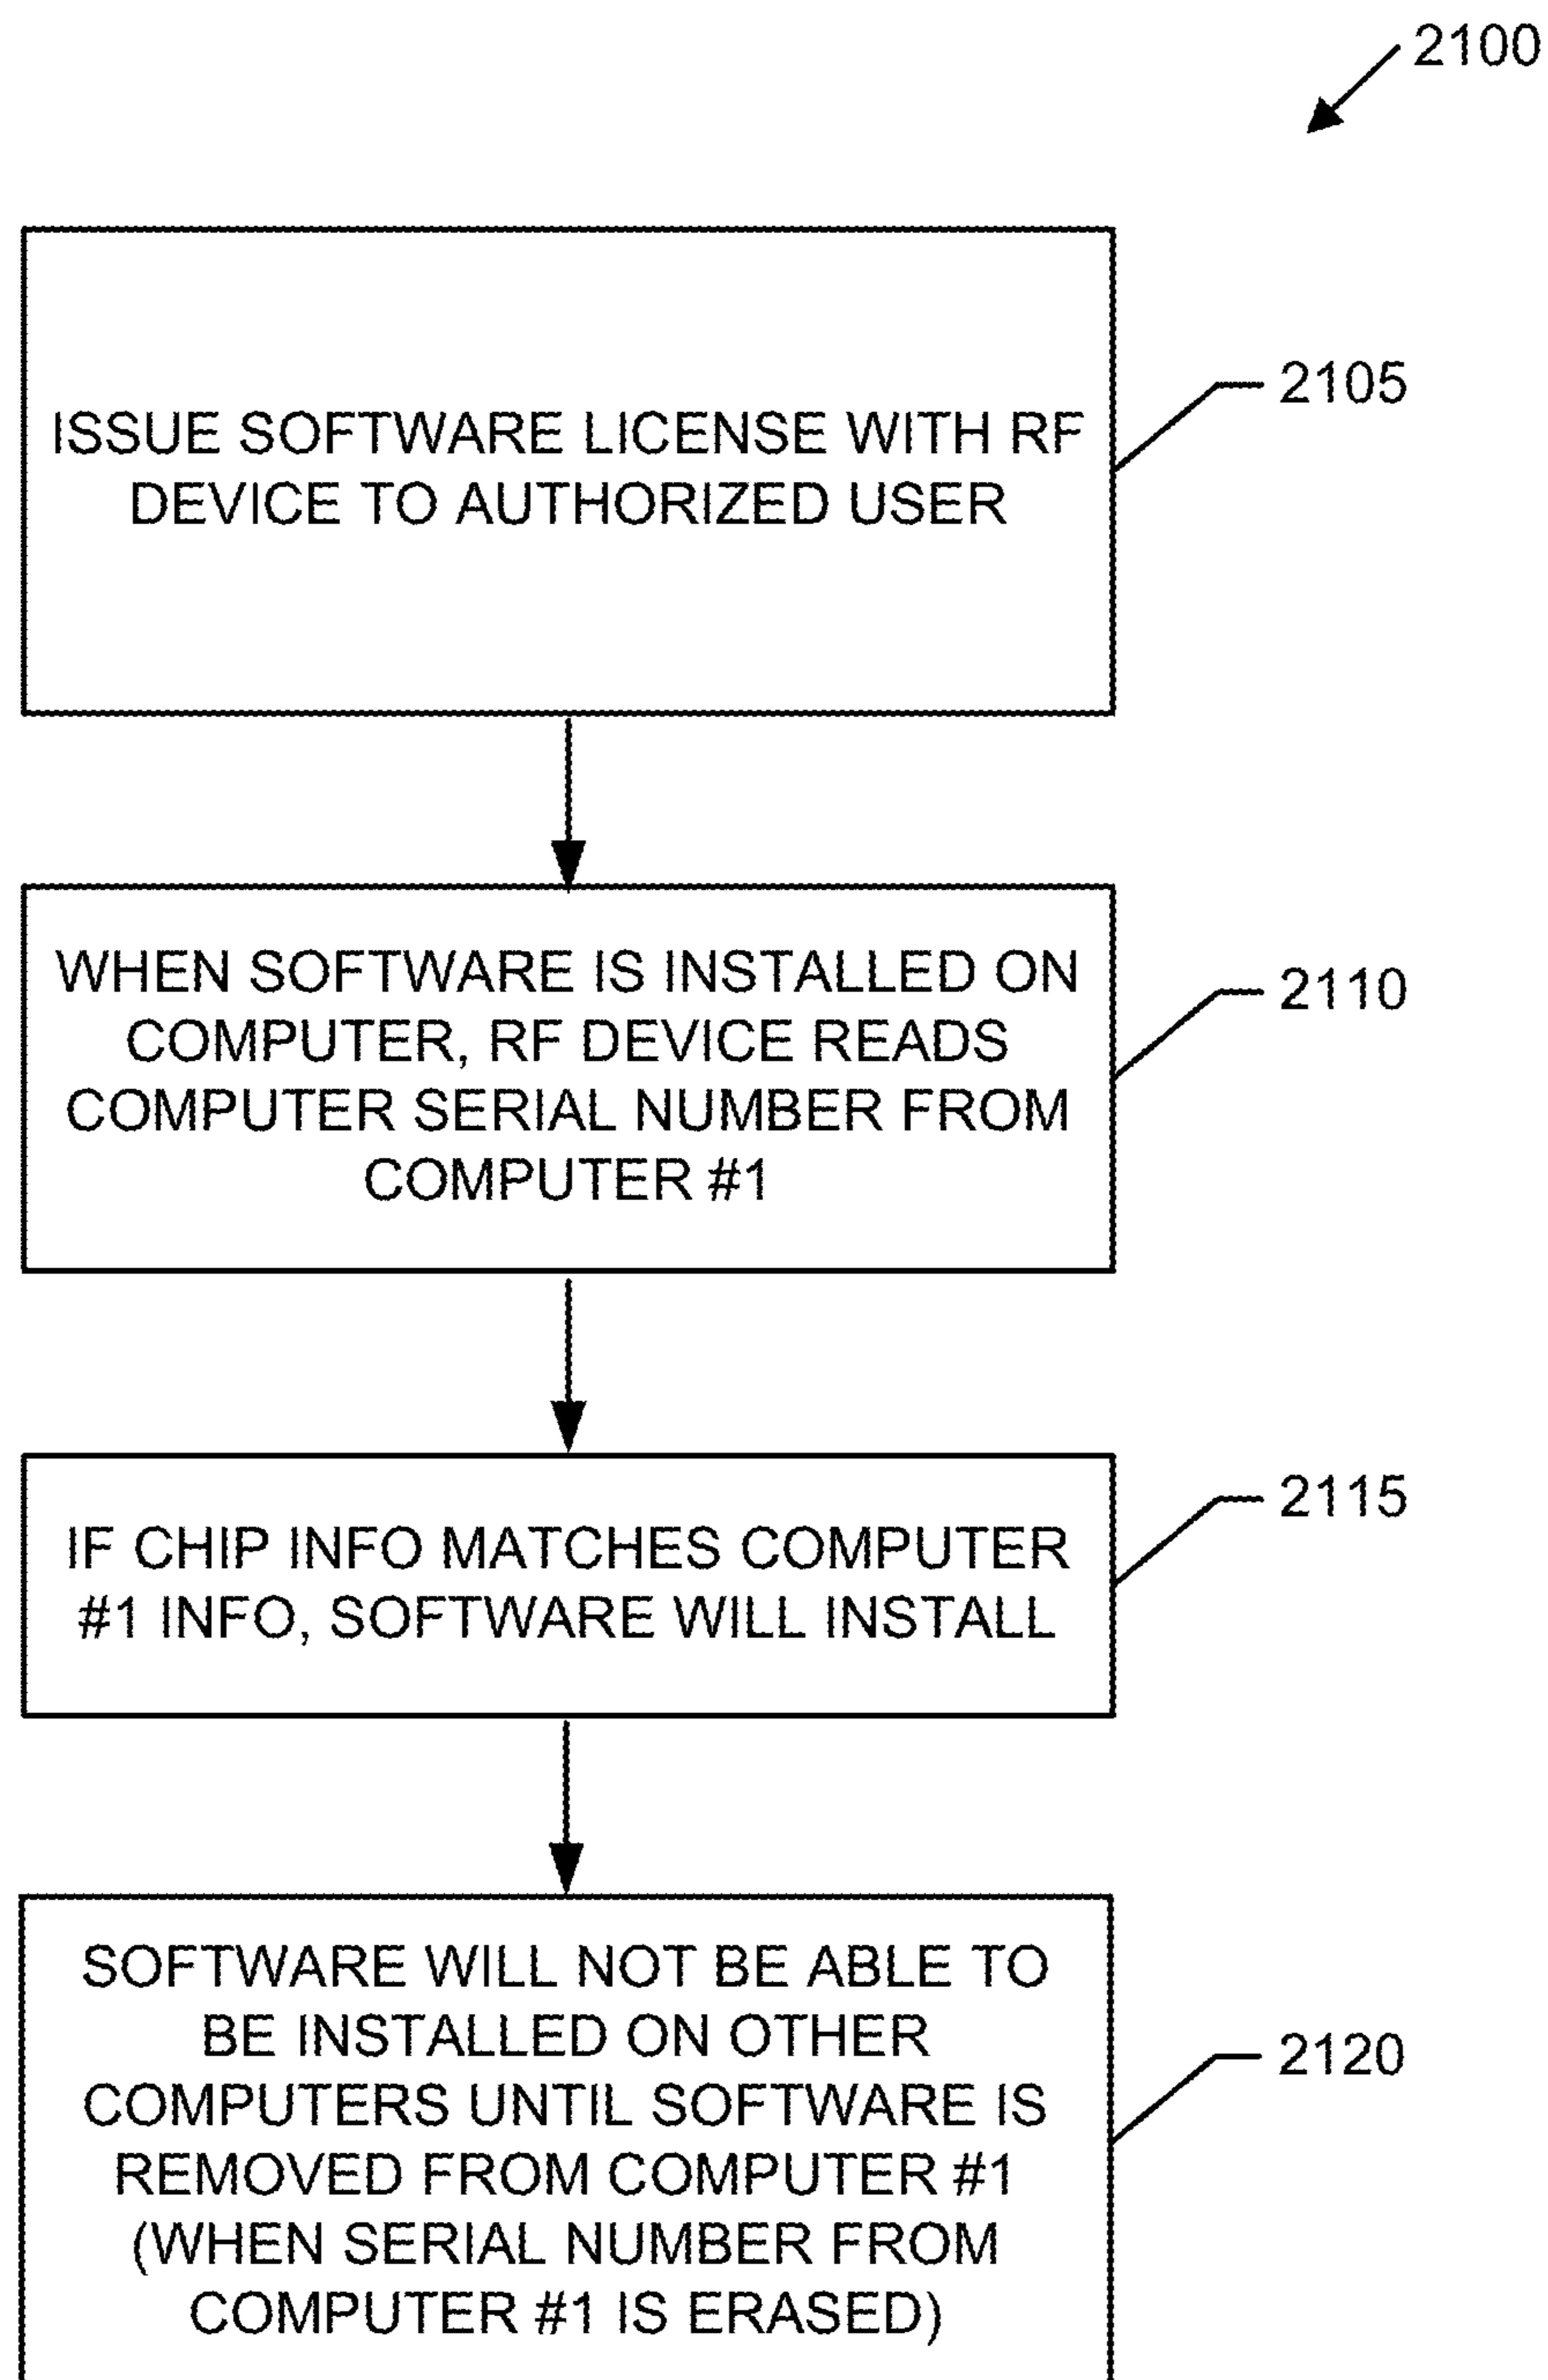 2100
ISSUE SOFTWARE LICENSE WITH RF
DEVICE TO AUTHORIZED USER
2105
WHEN SOFTWARE IS INSTALLED ON
COMPUTER, RF DEVICE READS
COMPUTER SERIAL NUMBER FROM
COMPUTER #1
2110
IF CHIP INFO MATCHES COMPUTER
#1 INFO, SOFTWARE WILL INSTALL
2115
SOFTWARE WILL NOT BE ABLE TO
BE INSTALLED ON OTHER
COMPUTERS UNTIL SOFTWARE IS
REMOVED FROM COMPUTER #1
(WHEN SERIAL NUMBER FROM
COMPUTER #1 IS ERASED)
2120